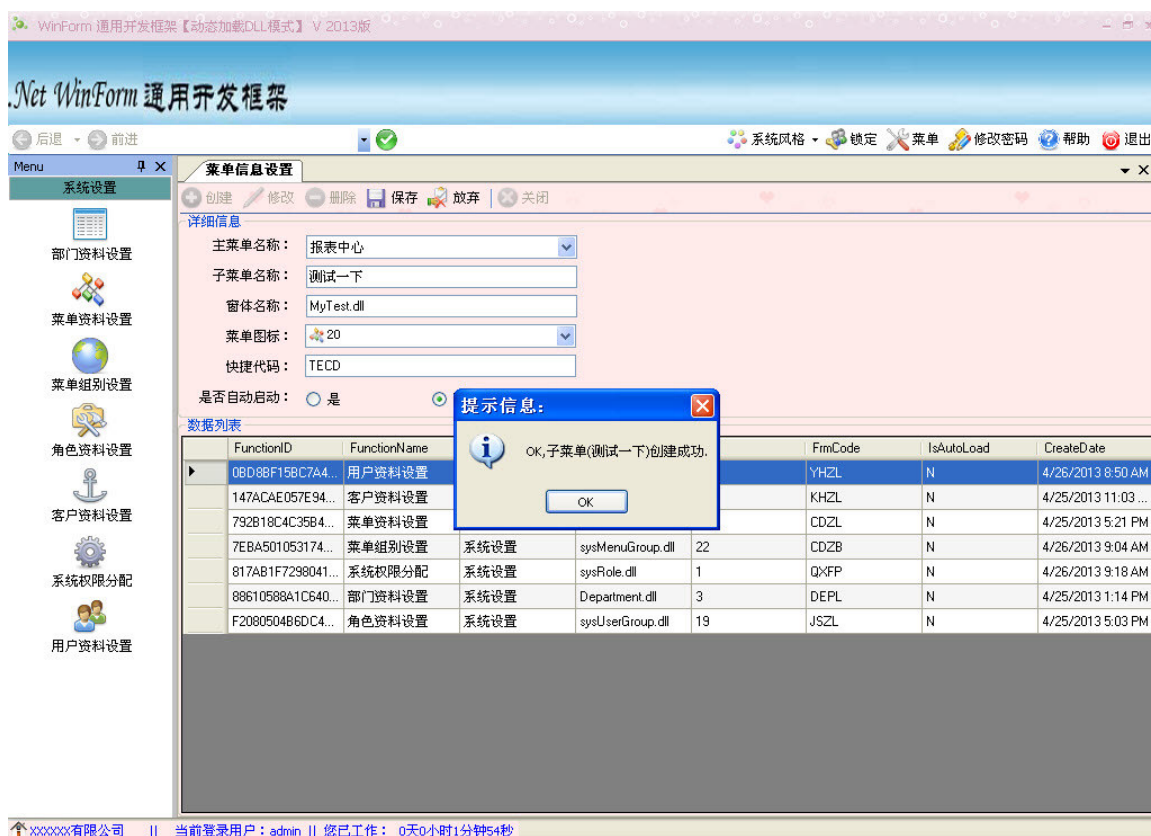 WinForm 通用开发框架【动态加载DLL模式】 V 2013版
.Net WinForm 通用开发框架
后退 前进 系统风格 锁定 菜单 修改密码 帮助 退出
Menu
系统设置
部门资料设置
菜单资料设置
菜单组别设置
角色资料设置
客户资料设置
系统权限分配
用户资料设置
菜单信息设置
创建 修改 删除 保存 放弃 关闭
详细信息
主菜单名称： 报表中心
子菜单名称： 测试一下
窗体名称： MyTest.dll
菜单图标： 20
快捷代码： TECD
是否自动启动： 是
提示信息：
OK,子菜单(测试一下)创建成功.
OK
数据列表
FunctionID FunctionName FrmCode IsAutoLoad CreateDate
0BD8BF15BC7A4... 用户资料设置 YHZL N 4/26/2013 8:50 AM
147ACAE057E94... 客户资料设置 KHZL N 4/25/2013 11:03 ...
792B18C4C35B4... 菜单资料设置 CDZL N 4/25/2013 5:21 PM
7EBA501053174... 菜单组别设置 系统设置 sysMenuGroup.dll 22 CDZB N 4/26/2013 9:04 AM
817AB1F7298041... 系统权限分配 系统设置 sysRole.dll 1 QXFP N 4/26/2013 9:18 AM
88610588A1C640... 部门资料设置 系统设置 Department.dll 3 DEPL N 4/25/2013 1:14 PM
F2080504B6DC4... 角色资料设置 系统设置 sysUserGroup.dll 19 JSZL N 4/25/2013 5:03 PM
xxxxxx有限公司 || 当前登录用户：admin || 您已工作： 0天0小时1分钟54秒